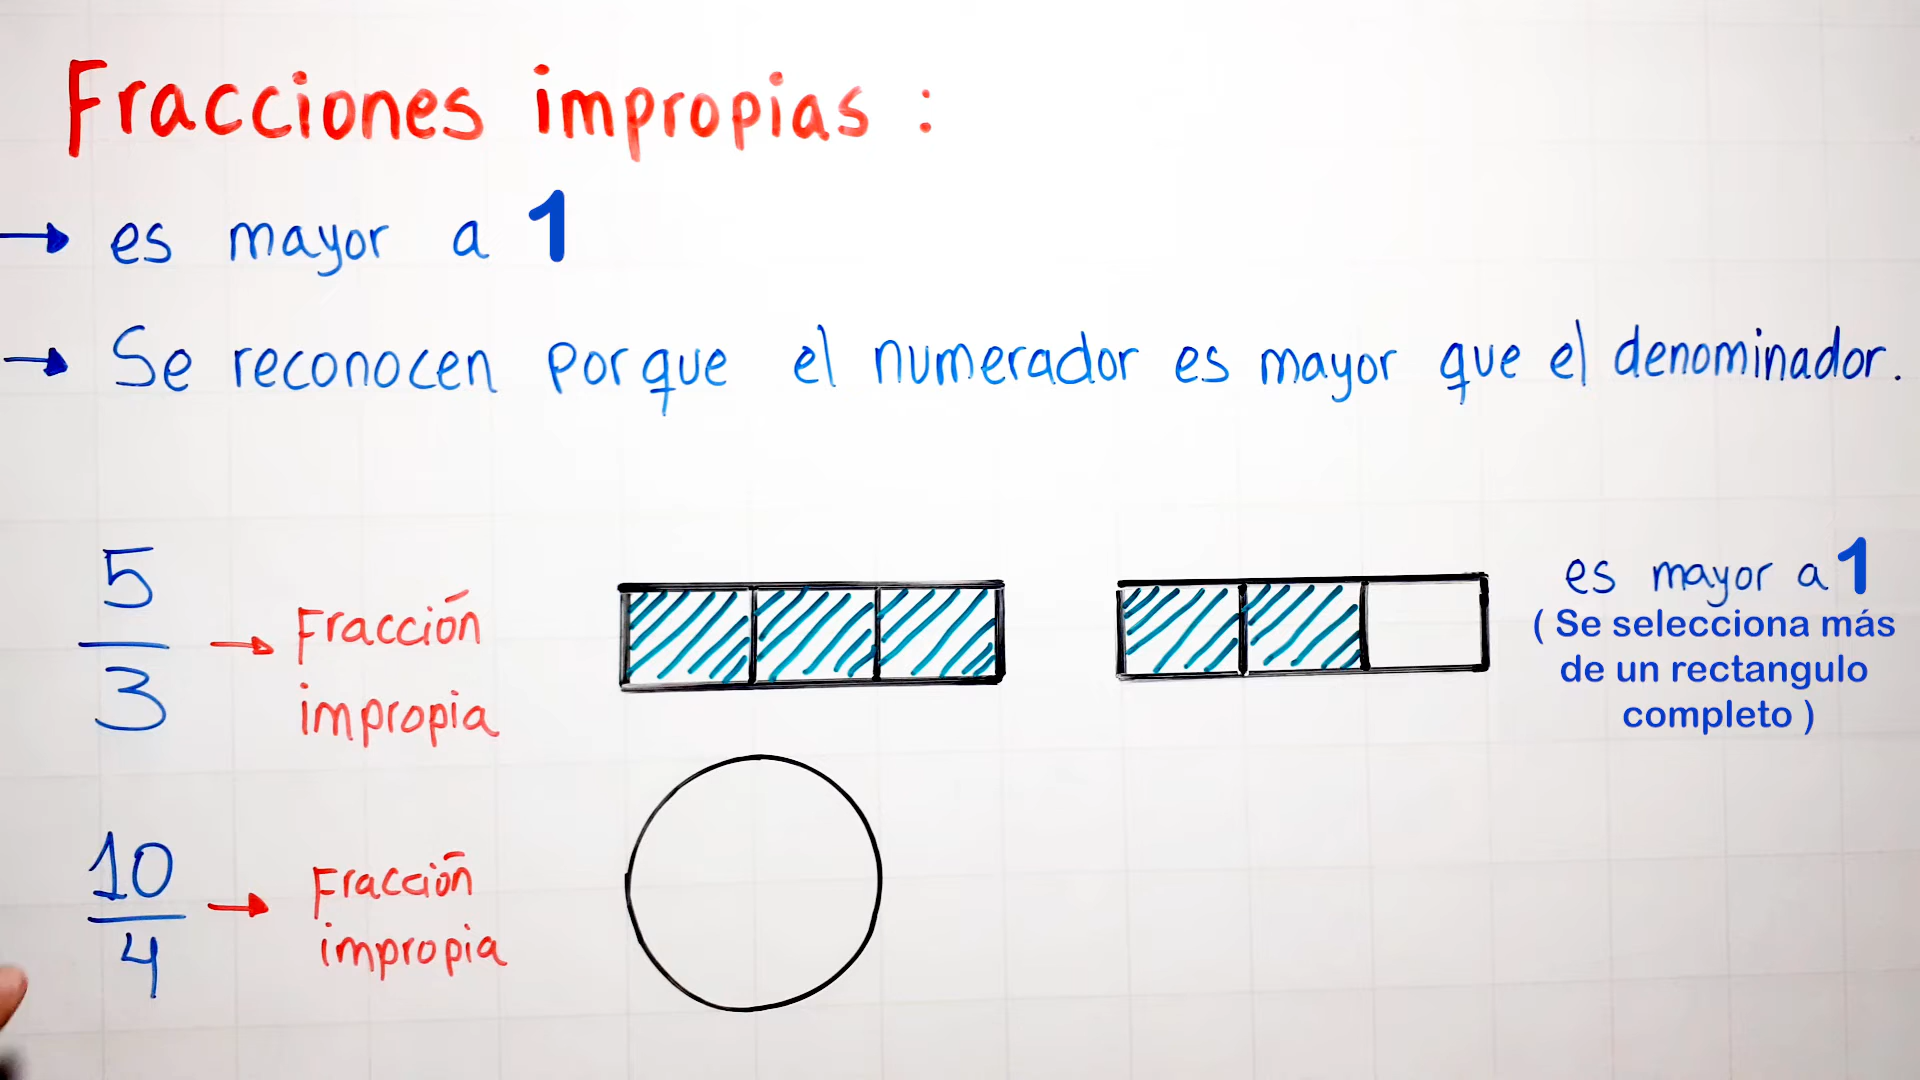 Fracciones impropias :
→ es mayor a 1
→ Se reconocen porque el numerador es mayor que el denominador.
5
3
→ Fracción
impropia
es mayor a 1
( Se selecciona más
de un rectangulo
completo )
10
4
→ Fracción
impropia